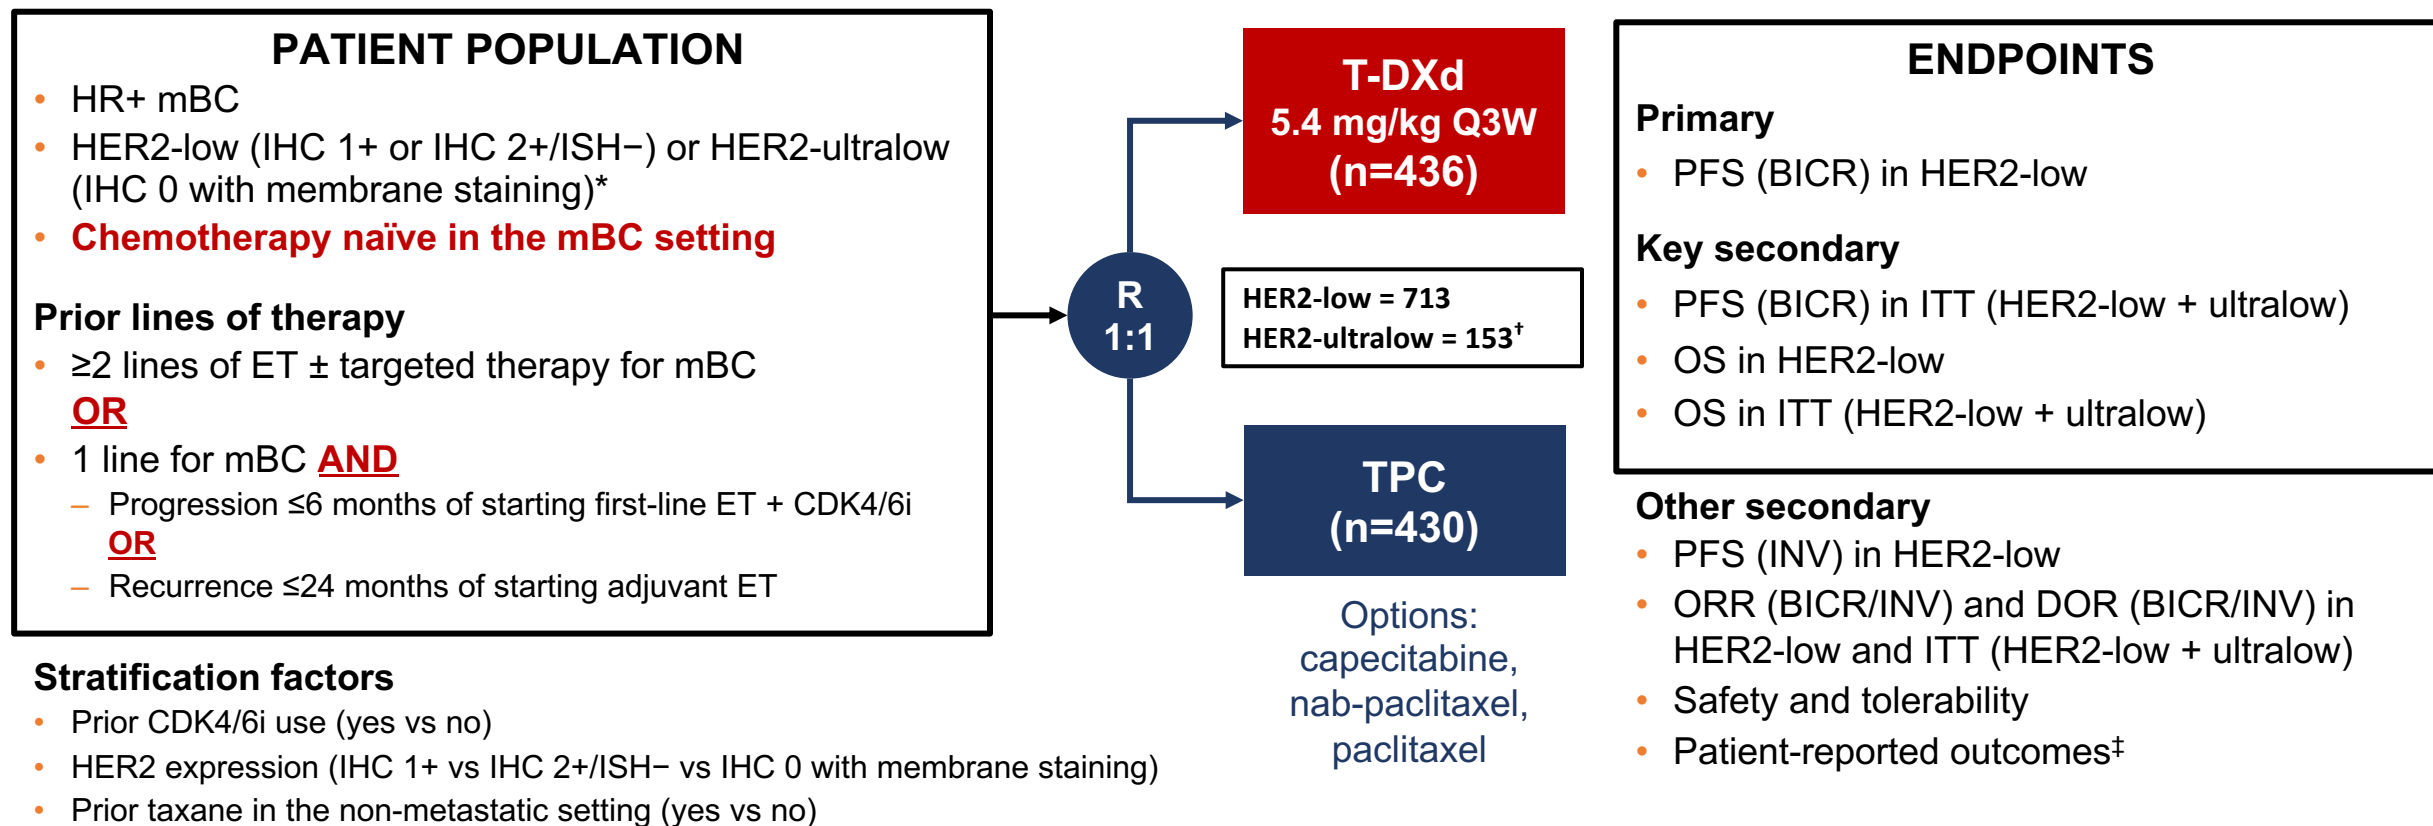 PATIENT POPULATION
• HR+ mBC
• HER2-low (IHC 1+ or IHC 2+/ISH−) or HER2-ultralow
(IHC 0 with membrane staining)*
• Chemotherapy naïve in the mBC setting
Prior lines of therapy
• ≥2 lines of ET ± targeted therapy for mBC
OR
• 1 line for mBC AND
– Progression ≤6 months of starting first-line ET + CDK4/6i
OR
– Recurrence ≤24 months of starting adjuvant ET
Stratification factors
• Prior CDK4/6i use (yes vs no)
• HER2 expression (IHC 1+ vs IHC 2+/ISH− vs IHC 0 with membrane staining)
• Prior taxane in the non-metastatic setting (yes vs no)
R
1:1
T-DXd
5.4 mg/kg Q3W
(n=436)
HER2-low = 713
HER2-ultralow = 153†
TPC
(n=430)
Options:
capecitabine,
nab-paclitaxel,
paclitaxel
ENDPOINTS
Primary
• PFS (BICR) in HER2-low
Key secondary
• PFS (BICR) in ITT (HER2-low + ultralow)
• OS in HER2-low
• OS in ITT (HER2-low + ultralow)
Other secondary
• PFS (INV) in HER2-low
• ORR (BICR/INV) and DOR (BICR/INV) in
HER2-low and ITT (HER2-low + ultralow)
• Safety and tolerability
• Patient-reported outcomes‡